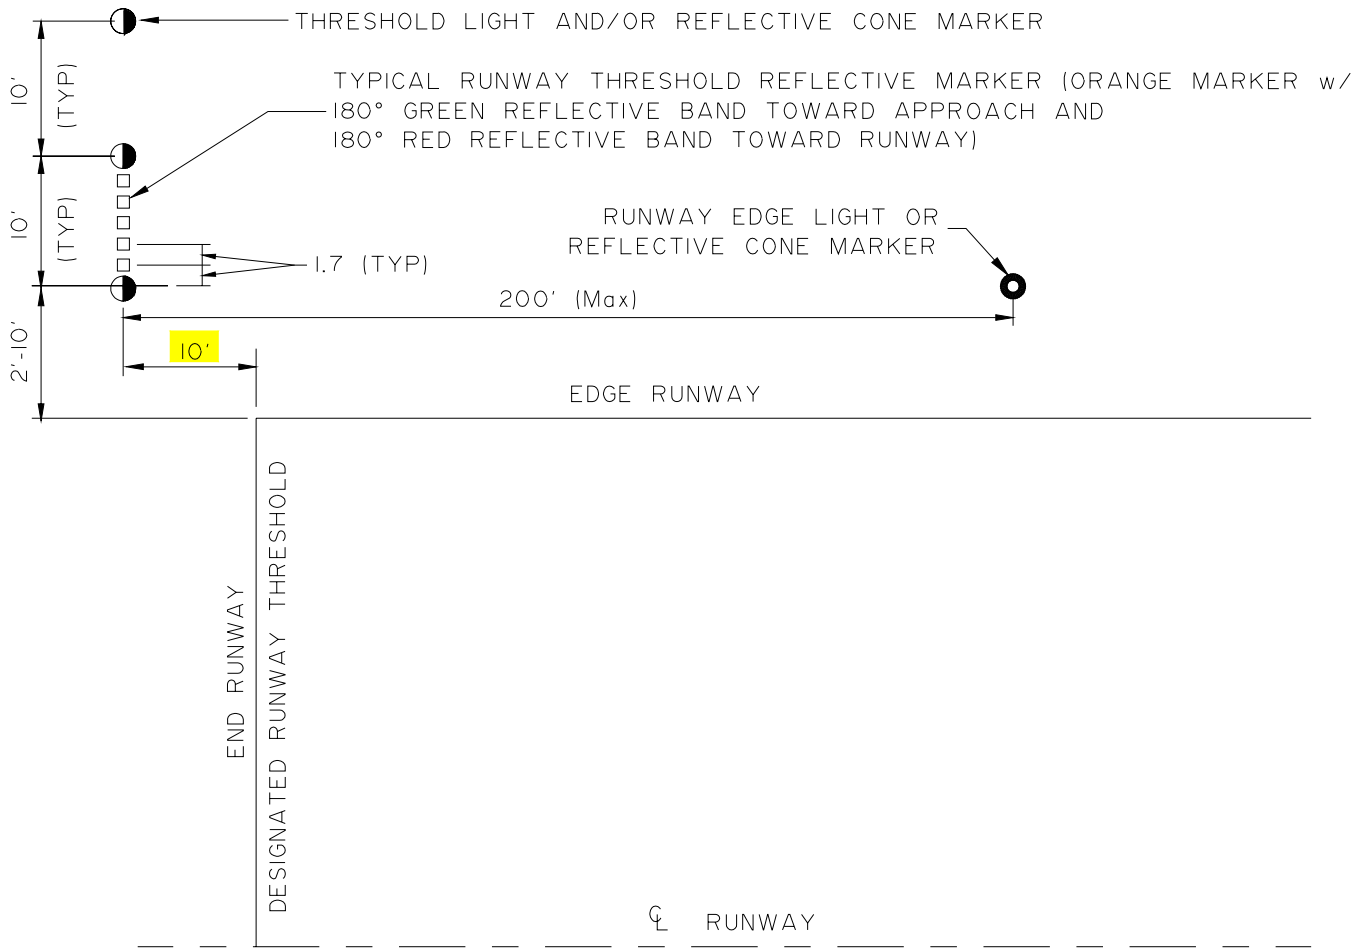 THRESHOLD LIGHT AND/OR REFLECTIVE CONE MARKER
10'
(TYP)
TYPICAL RUNWAY THRESHOLD REFLECTIVE MARKER (ORANGE MARKER w/
180° GREEN REFLECTIVE BAND TOWARD APPROACH AND
180° RED REFLECTIVE BAND TOWARD RUNWAY)
10'
(TYP)
RUNWAY EDGE LIGHT OR
REFLECTIVE CONE MARKER
1.7 (TYP)
200' (Max)
2'-10'
10'
EDGE RUNWAY
END RUNWAY
DESIGNATED RUNWAY THRESHOLD
℄ RUNWAY